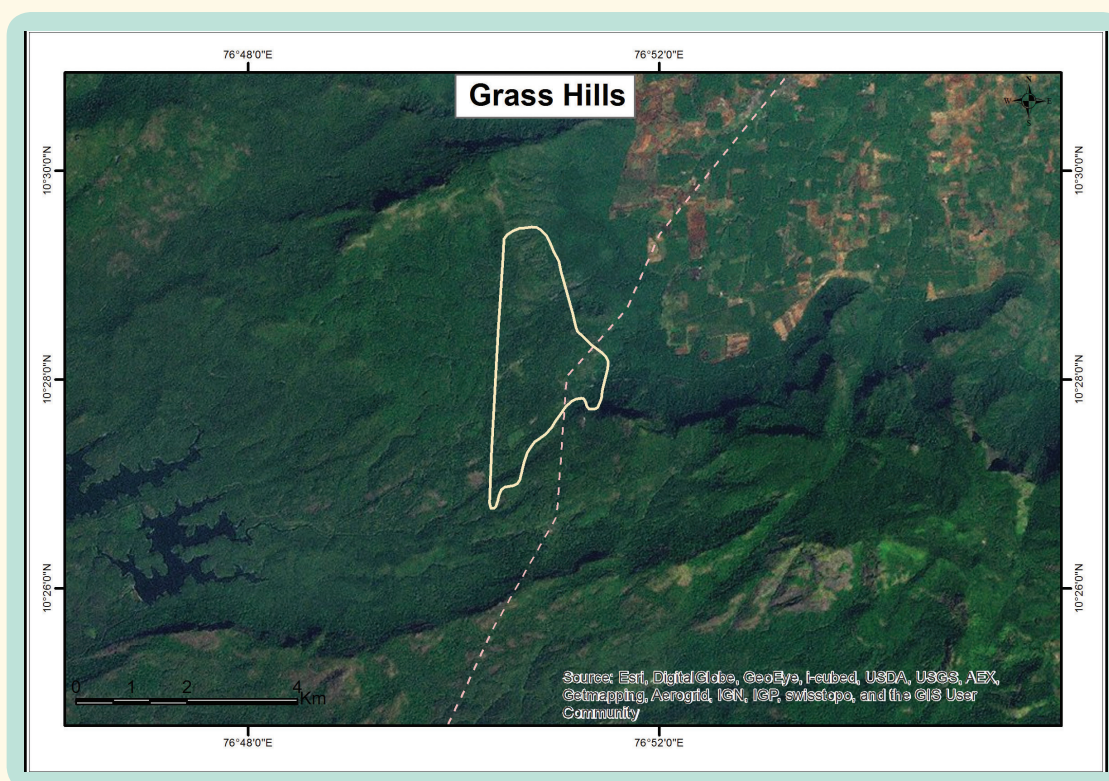 76°48'0"E
76°52'0"E
Grass Hills
N
W
E
S
10°30'0"N
10°30'0"N
10°28'0"N
10°28'0"N
10°26'0"N
10°26'0"N
0 1 2 4
Km
Source: Esri, DigitalGlobe, GeoEye, i-cubed, USDA, USGS, AEX,
Getmapping, Aerogrid, IGN, IGP, swisstopo, and the GIS User
Community
76°48'0"E
76°52'0"E